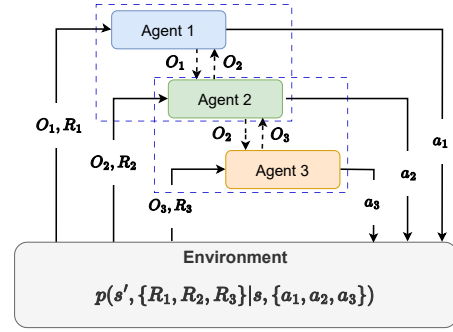 Agent 1
O₁ O₂
Agent 2
O₁, R₁
O₂, R₂
O₂ O₃
a₁
Agent 3
a₂
O₃, R₃
a₃
Environment
p(s′, {R₁, R₂, R₃}|s, {a₁, a₂, a₃})